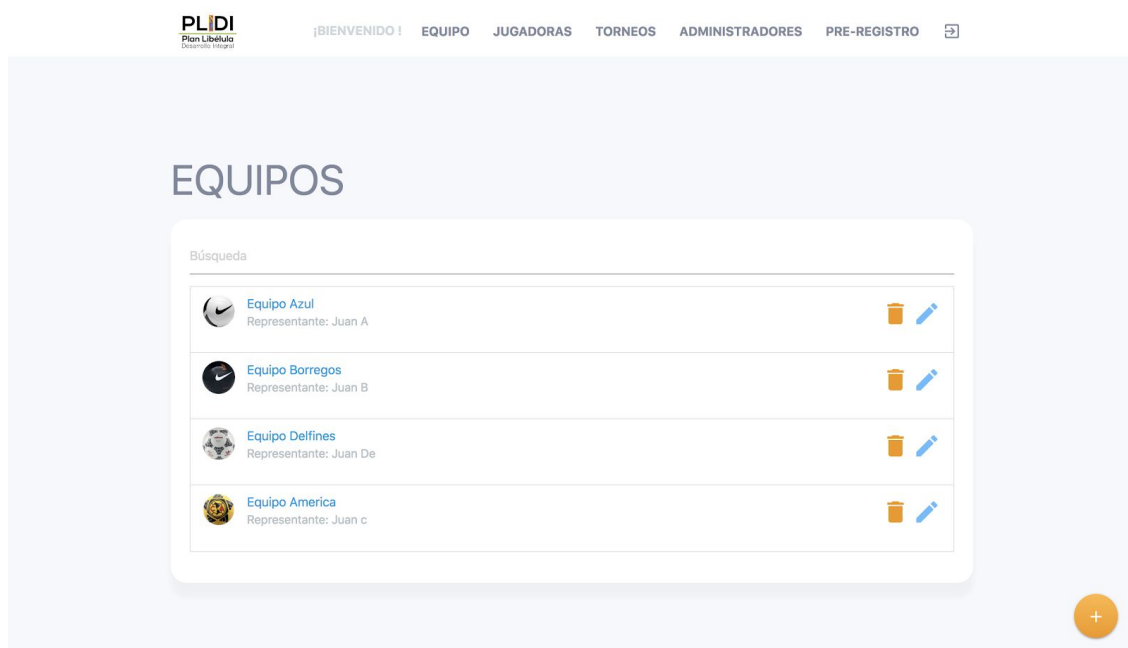 PLIDI
Plan Libélula
Desarrollo Integral
¡BIENVENIDO ! EQUIPO JUGADORAS TORNEOS ADMINISTRADORES PRE-REGISTRO
EQUIPOS
Búsqueda
Equipo Azul
Representante: Juan A
Equipo Borregos
Representante: Juan B
Equipo Delfines
Representante: Juan De
Equipo America
Representante: Juan c
+